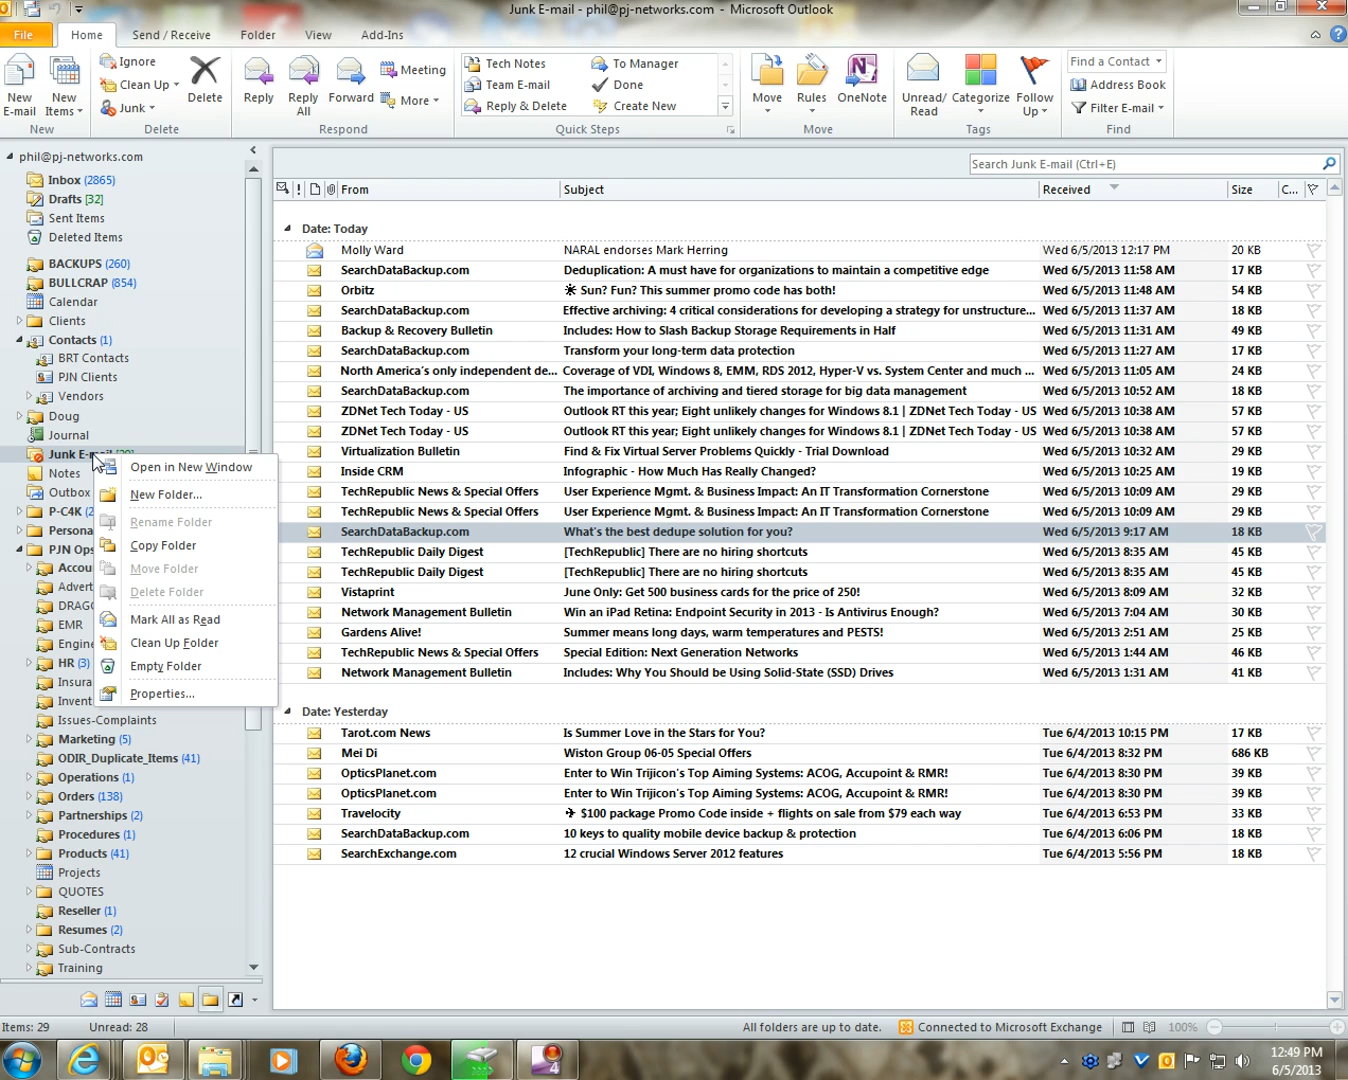 Junk E-mail - phil@pj-networks.com - Microsoft Outlook
File Home Send / Receive Folder View Add-Ins
New E-mail
New Items
New
Ignore
Clean Up
Junk
Delete
Delete
Reply
Reply All
Forward
Meeting
More
Respond
Tech Notes To Manager
Team E-mail Done
Reply & Delete Create New
Quick Steps
Move
Rules
OneNote
Move
Unread/ Read
Categorize
Follow Up
Tags
Find a Contact
Address Book
Filter E-mail
Find
phil@pj-networks.com
Inbox (2865)
Drafts [32]
Sent Items
Deleted Items
BACKUPS (260)
BULLCRAP (854)
Calendar
Clients
Contacts (1)
BRT Contacts
PJN Clients
Vendors
Doug
Journal
Junk E-
Notes
Outbox
P-C4K (2
Persona
PJN Ops
Accou
Advert
DRAG
EMR
Engine
HR (3)
Insura
Invent
Issues-Complaints
Marketing (5)
ODIR_Duplicate_Items (41)
Operations (1)
Orders (138)
Partnerships (2)
Procedures (1)
Products (41)
Projects
QUOTES
Reseller (1)
Resumes (2)
Sub-Contracts
Training
Open in New Window
New Folder...
Rename Folder
Copy Folder
Move Folder
Delete Folder
Mark All as Read
Clean Up Folder
Empty Folder
Properties...
Search Junk E-mail (Ctrl+E)
! From Subject Received Size C...
Date: Today
Molly Ward NARAL endorses Mark Herring Wed 6/5/2013 12:17 PM 20 KB
SearchDataBackup.com Deduplication: A must have for organizations to maintain a competitive edge Wed 6/5/2013 11:58 AM 17 KB
Orbitz ☀ Sun? Fun? This summer promo code has both! Wed 6/5/2013 11:48 AM 54 KB
SearchDataBackup.com Effective archiving: 4 critical considerations for developing a strategy for unstructure... Wed 6/5/2013 11:37 AM 18 KB
Backup & Recovery Bulletin Includes: How to Slash Backup Storage Requirements in Half Wed 6/5/2013 11:31 AM 49 KB
SearchDataBackup.com Transform your long-term data protection Wed 6/5/2013 11:27 AM 17 KB
North America's only independent de... Coverage of VDI, Windows 8, EMM, RDS 2012, Hyper-V vs. System Center and much ... Wed 6/5/2013 11:05 AM 24 KB
SearchDataBackup.com The importance of archiving and tiered storage for big data management Wed 6/5/2013 10:52 AM 18 KB
ZDNet Tech Today - US Outlook RT this year; Eight unlikely changes for Windows 8.1 | ZDNet Tech Today - US Wed 6/5/2013 10:38 AM 57 KB
ZDNet Tech Today - US Outlook RT this year; Eight unlikely changes for Windows 8.1 | ZDNet Tech Today - US Wed 6/5/2013 10:38 AM 57 KB
Virtualization Bulletin Find & Fix Virtual Server Problems Quickly - Trial Download Wed 6/5/2013 10:32 AM 29 KB
Inside CRM Infographic - How Much Has Really Changed? Wed 6/5/2013 10:25 AM 19 KB
TechRepublic News & Special Offers User Experience Mgmt. & Business Impact: An IT Transformation Cornerstone Wed 6/5/2013 10:09 AM 29 KB
TechRepublic News & Special Offers User Experience Mgmt. & Business Impact: An IT Transformation Cornerstone Wed 6/5/2013 10:09 AM 29 KB
SearchDataBackup.com What's the best dedupe solution for you? Wed 6/5/2013 9:17 AM 18 KB
TechRepublic Daily Digest [TechRepublic] There are no hiring shortcuts Wed 6/5/2013 8:35 AM 45 KB
TechRepublic Daily Digest [TechRepublic] There are no hiring shortcuts Wed 6/5/2013 8:35 AM 45 KB
Vistaprint June Only: Get 500 business cards for the price of 250! Wed 6/5/2013 8:09 AM 32 KB
Network Management Bulletin Win an iPad Retina: Endpoint Security in 2013 - Is Antivirus Enough? Wed 6/5/2013 7:04 AM 30 KB
Gardens Alive! Summer means long days, warm temperatures and PESTS! Wed 6/5/2013 2:51 AM 25 KB
TechRepublic News & Special Offers Special Edition: Next Generation Networks Wed 6/5/2013 1:44 AM 46 KB
Network Management Bulletin Includes: Why You Should be Using Solid-State (SSD) Drives Wed 6/5/2013 1:31 AM 41 KB
Date: Yesterday
Tarot.com News Is Summer Love in the Stars for You? Tue 6/4/2013 10:15 PM 17 KB
Mei Di Wiston Group 06-05 Special Offers Tue 6/4/2013 8:32 PM 686 KB
OpticsPlanet.com Enter to Win Trijicon's Top Aiming Systems: ACOG, Accupoint & RMR! Tue 6/4/2013 8:30 PM 39 KB
OpticsPlanet.com Enter to Win Trijicon's Top Aiming Systems: ACOG, Accupoint & RMR! Tue 6/4/2013 8:30 PM 39 KB
Travelocity ✈ $100 package Promo Code inside + flights on sale from $79 each way Tue 6/4/2013 6:53 PM 33 KB
SearchDataBackup.com 10 keys to quality mobile device backup & protection Tue 6/4/2013 6:06 PM 18 KB
SearchExchange.com 12 crucial Windows Server 2012 features Tue 6/4/2013 5:56 PM 18 KB
Items: 29 Unread: 28 All folders are up to date. Connected to Microsoft Exchange 100%
12:49 PM
6/5/2013